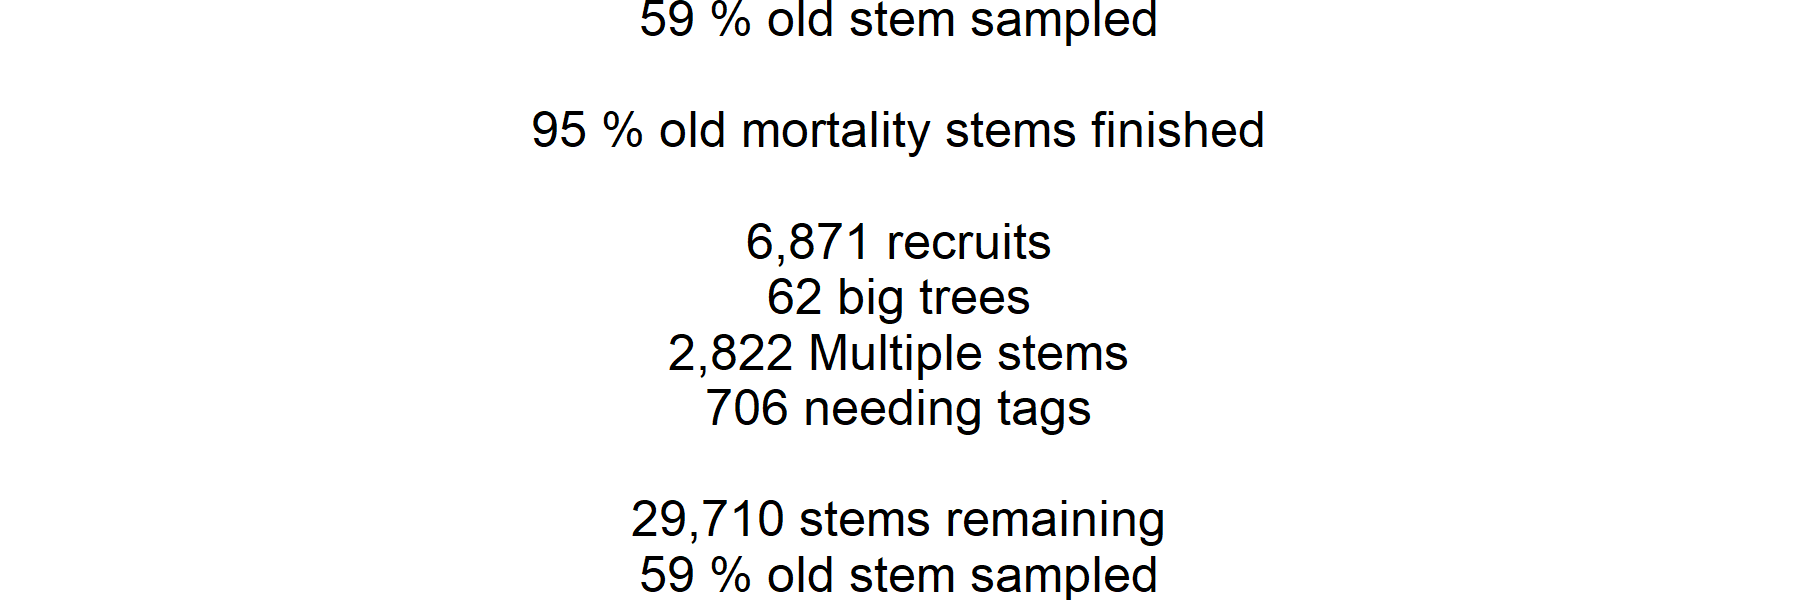 59 % old stem sampled
95 % old mortality stems finished
6,871 recruits
62 big trees
2,822 Multiple stems
706 needing tags
29,710 stems remaining
59 % old stem sampled